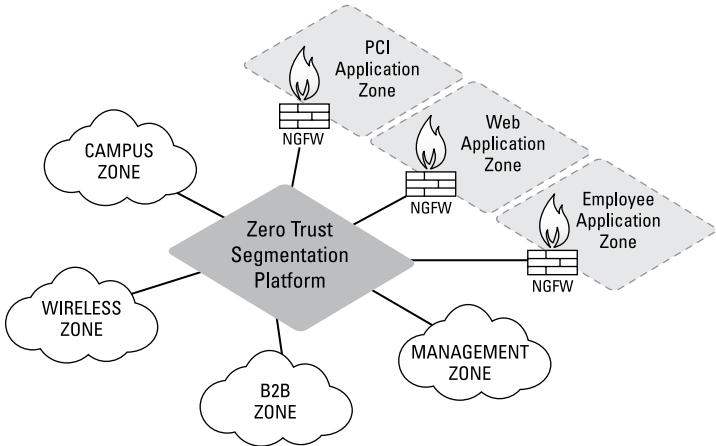 PCI
Application
Zone
NGFW
Web
Application
Zone
NGFW
Employee
Application
Zone
NGFW
CAMPUS
ZONE
Zero Trust
Segmentation
Platform
WIRELESS
ZONE
B2B
ZONE
MANAGEMENT
ZONE